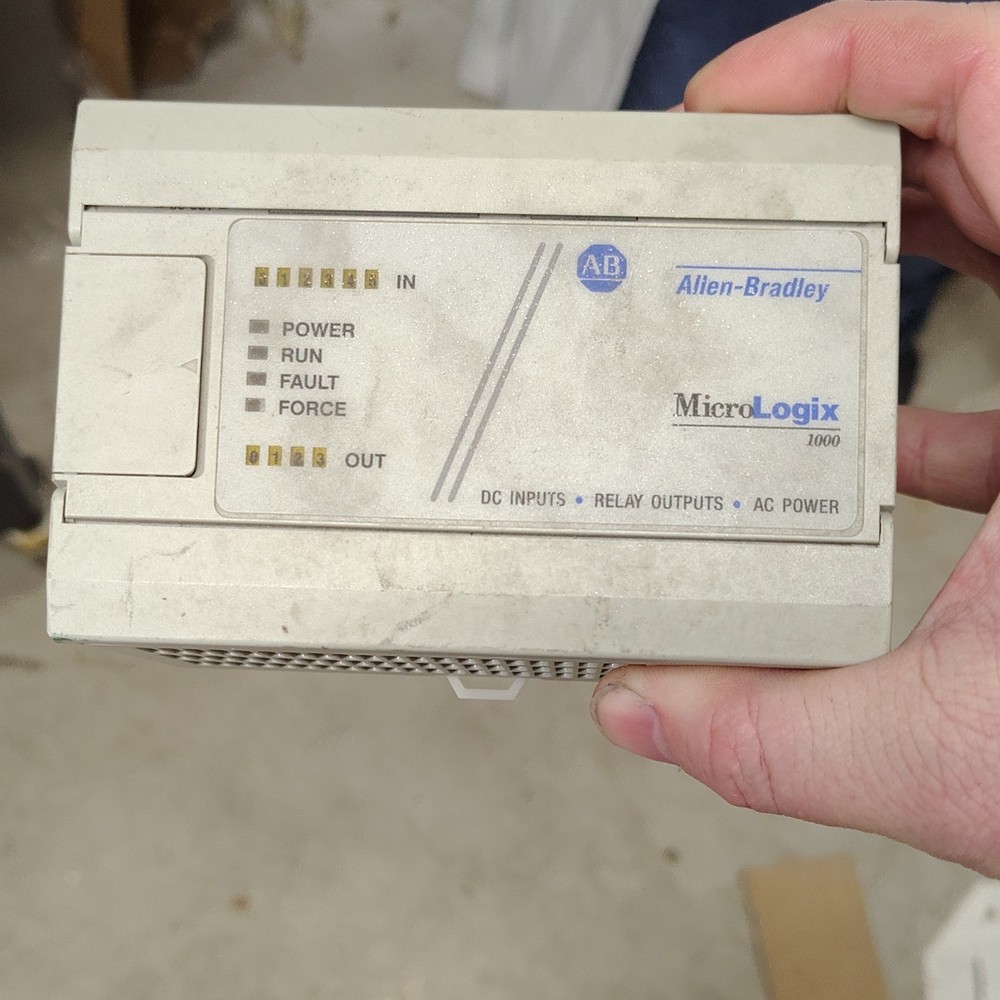 0 1 2 3 4 5 IN
POWER
RUN
FAULT
FORCE
0 1 2 3 OUT
AB
Allen-Bradley
MicroLogix
1000
DC INPUTS • RELAY OUTPUTS • AC POWER